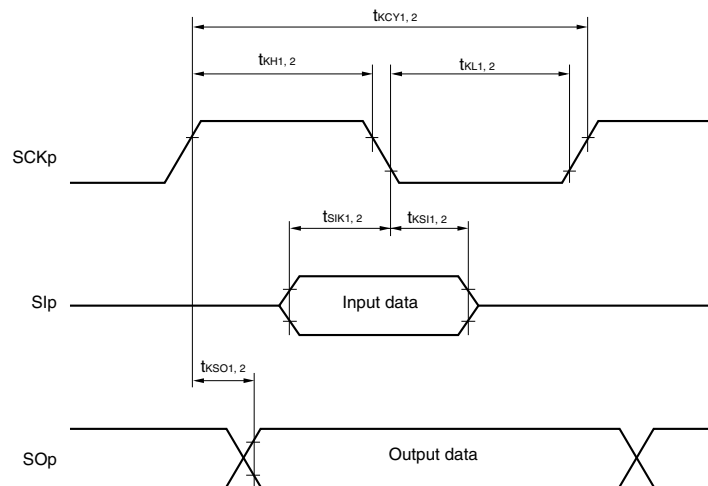 tKCY1, 2
tKH1, 2
tKL1, 2
SCKp
tSIK1, 2
tKSI1, 2
SIp
Input data
tKSO1, 2
SOp
Output data